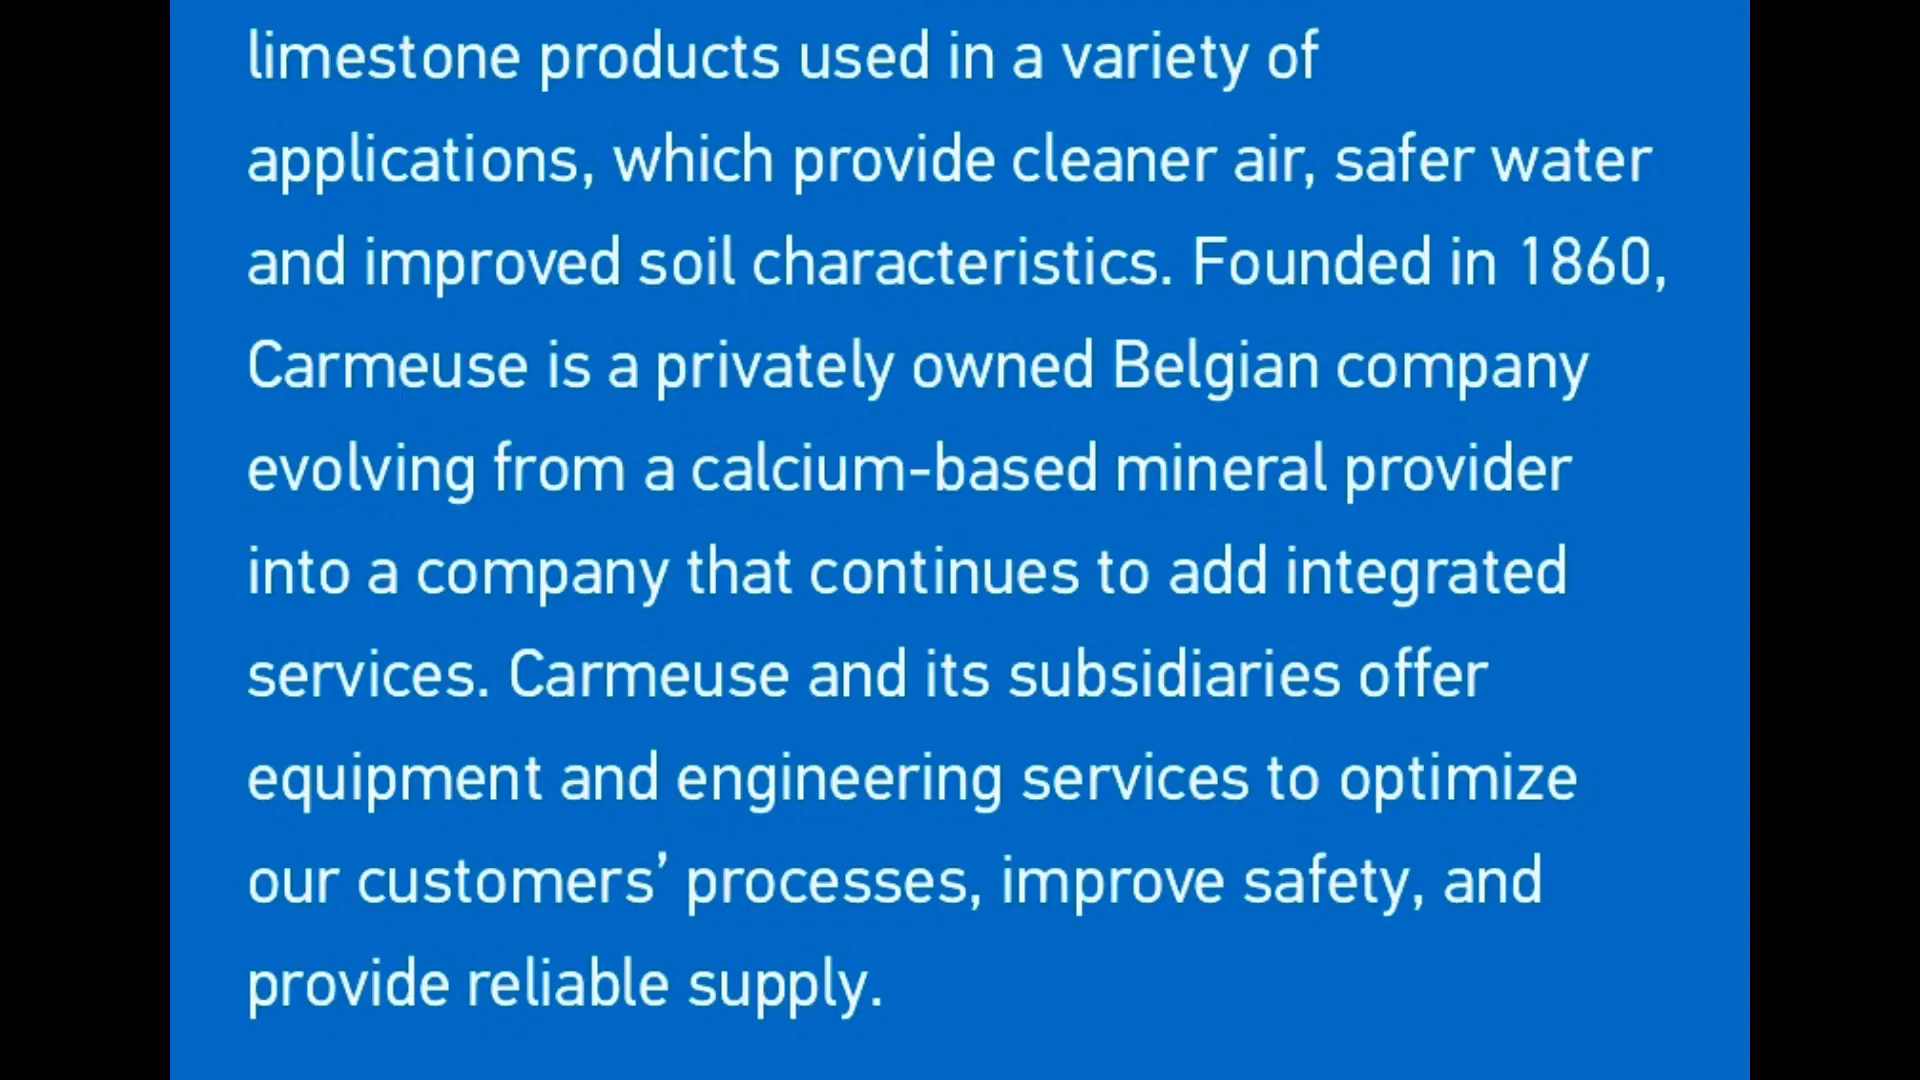 limestone products used in a variety of
applications, which provide cleaner air, safer water
and improved soil characteristics. Founded in 1860,
Carmeuse is a privately owned Belgian company
evolving from a calcium-based mineral provider
into a company that continues to add integrated
services. Carmeuse and its subsidiaries offer
equipment and engineering services to optimize
our customers’ processes, improve safety, and
provide reliable supply.